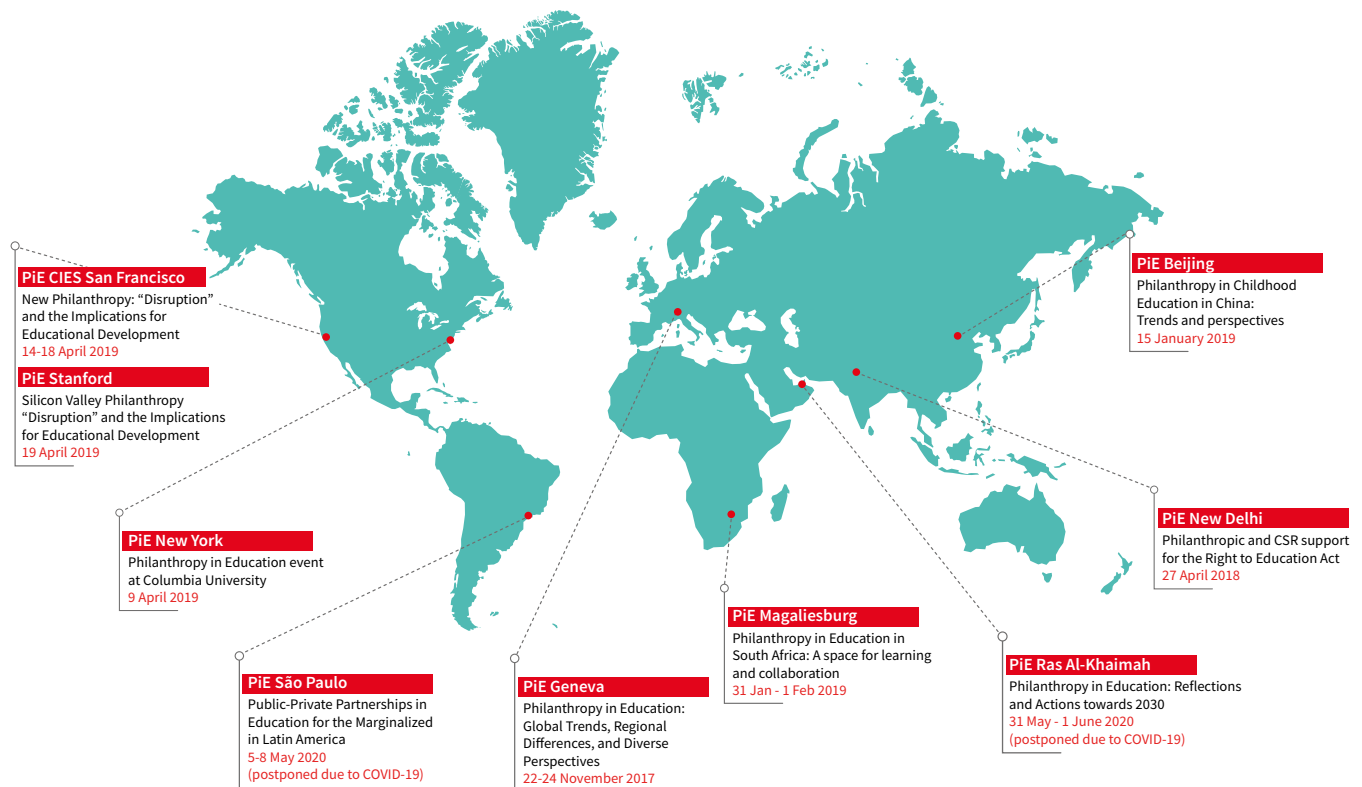 PiE CIES San Francisco
New Philanthropy: “Disruption”
and the Implications for
Educational Development
14-18 April 2019
PiE Stanford
Silicon Valley Philanthropy
“Disruption” and the Implications
for Educational Development
19 April 2019
PiE New York
Philanthropy in Education event
at Columbia University
9 April 2019
PiE São Paulo
Public-Private Partnerships in
Education for the Marginalized
in Latin America
5-8 May 2020
(postponed due to COVID-19)
PiE Geneva
Philanthropy in Education:
Global Trends, Regional
Differences, and Diverse
Perspectives
22-24 November 2017
PiE Magaliesburg
Philanthropy in Education in
South Africa: A space for learning
and collaboration
31 Jan - 1 Feb 2019
PiE Ras Al-Khaimah
Philanthropy in Education: Reflections
and Actions towards 2030
31 May - 1 June 2020
(postponed due to COVID-19)
PiE New Delhi
Philanthropic and CSR support
for the Right to Education Act
27 April 2018
PiE Beijing
Philanthropy in Childhood
Education in China:
Trends and perspectives
15 January 2019